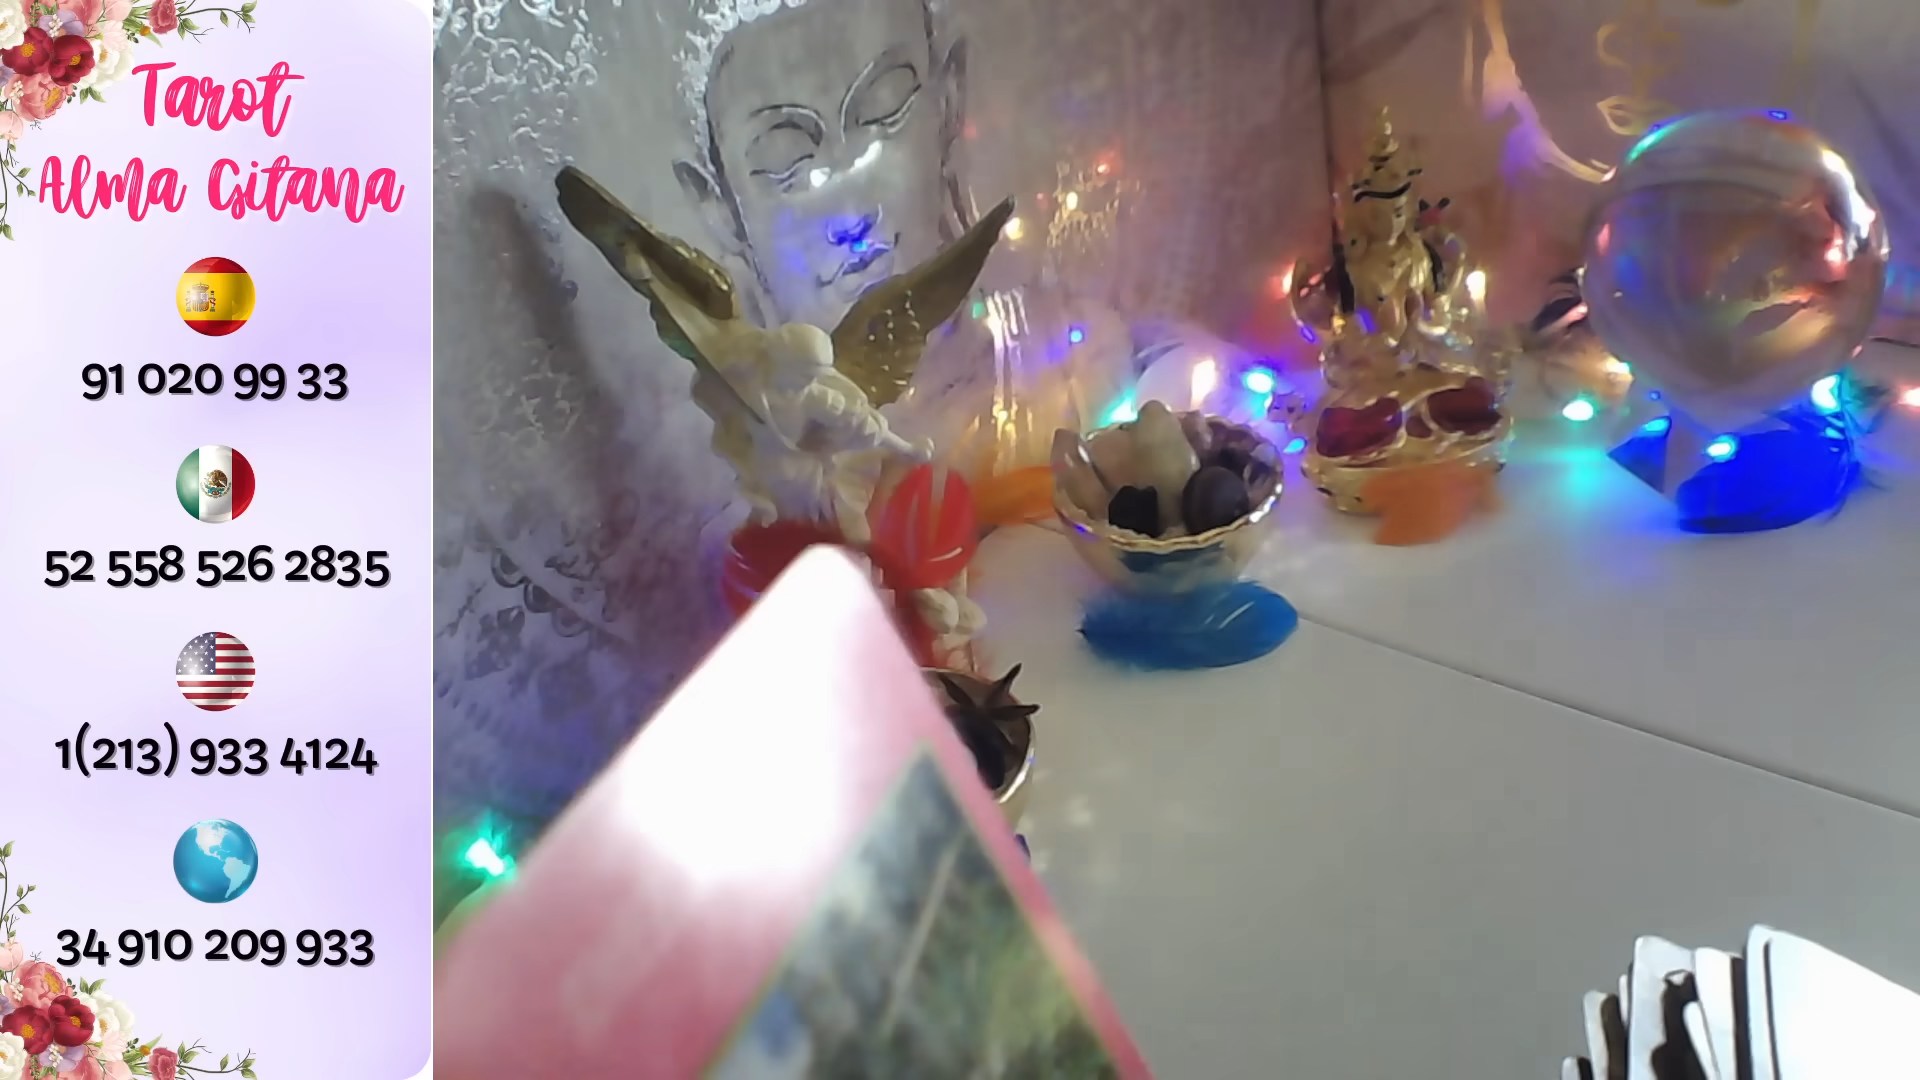 Tarot
Alma Gitana
91 020 99 33
52 558 526 2835
1(213) 933 4124
34 910 209 933